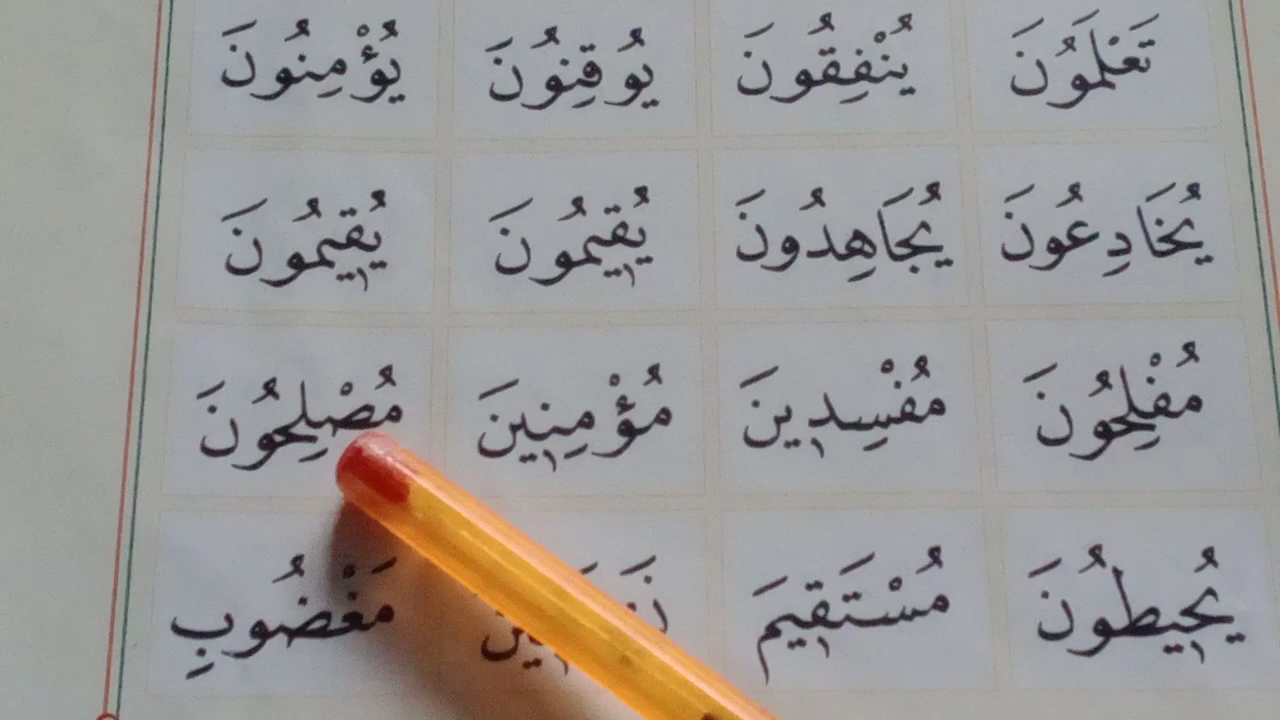 تَعْلَمُونَ يُنْفِقُونَ يُوقِنُونَ يُؤْمِنُونَ
يُخَادِعُونَ يُجَاهِدُونَ يُقِيمُونَ يُقِيمُونَ
مُفْلِحُونَ مُفْسِدِينَ مُؤْمِنِينَ مُصْلِحُونَ
يُحِيطُونَ مُسْتَقِيمَ مَغْضُوبِ